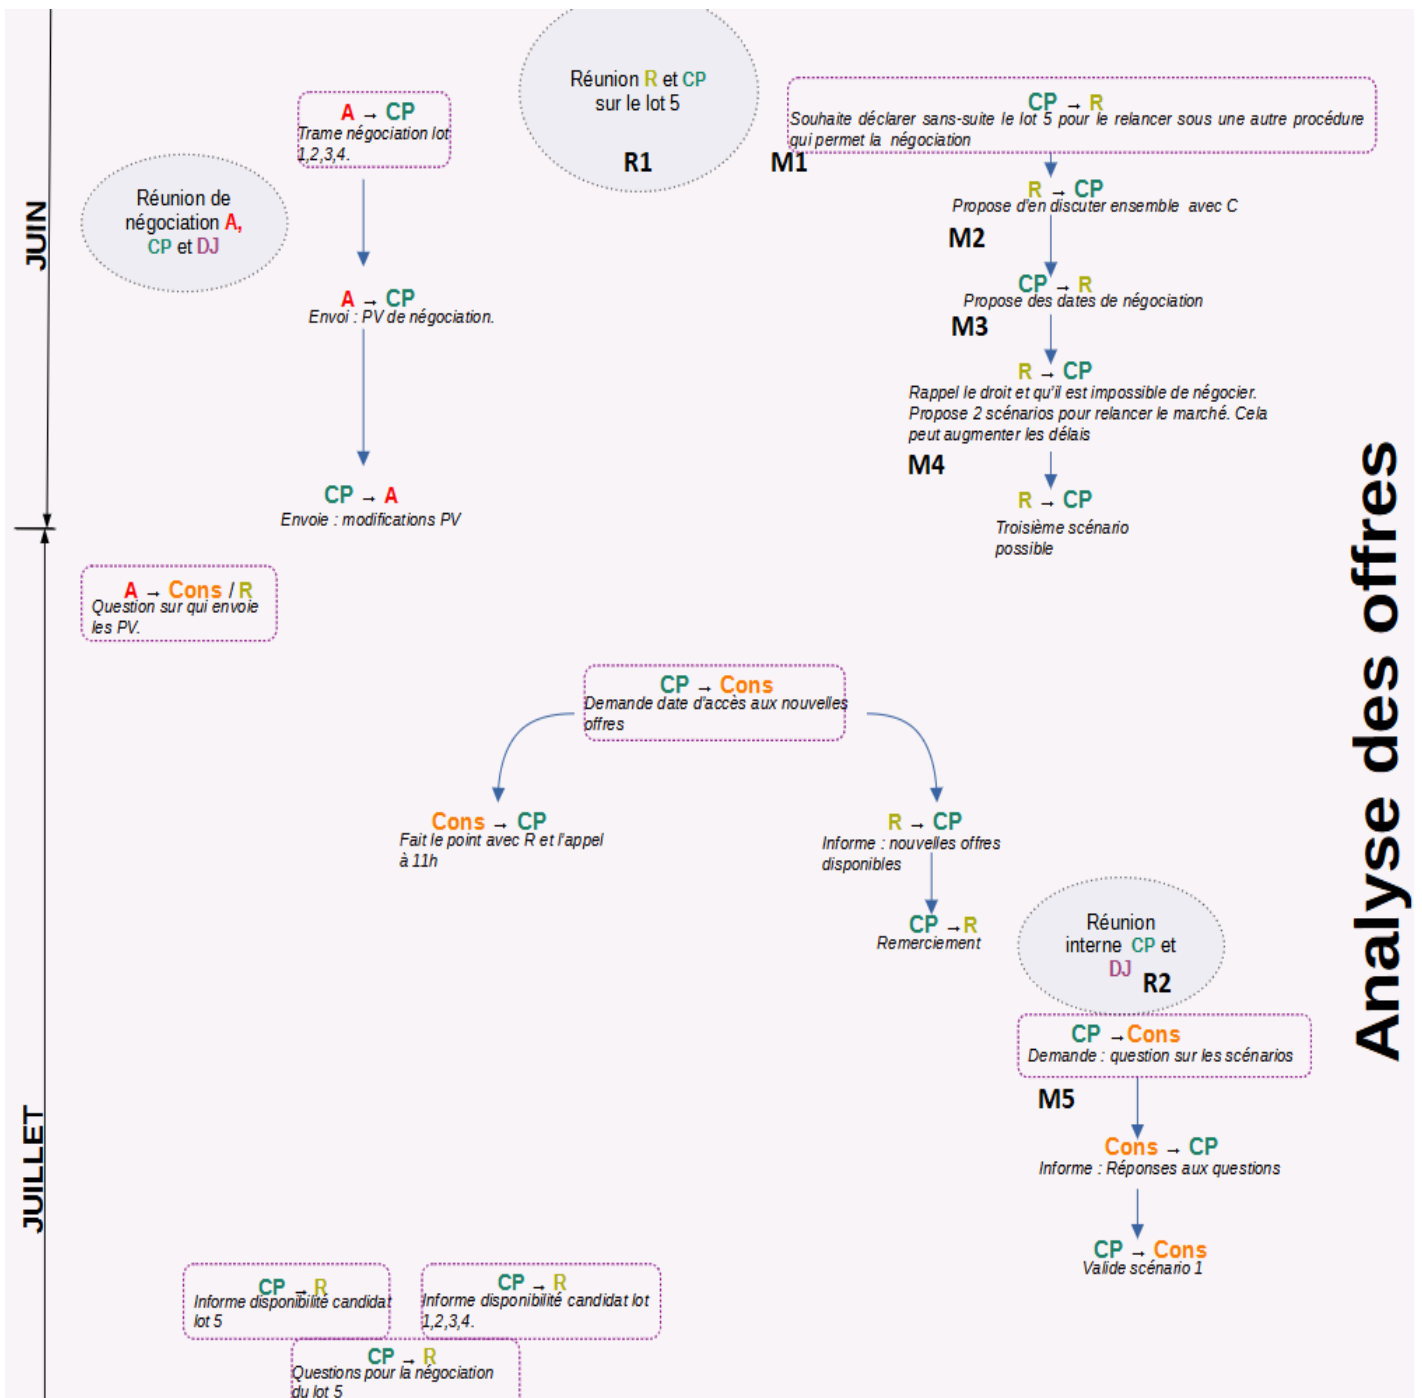 JUIN
Réunion R et CP
sur le lot 5
R1
A → CP
Trame négociation lot
1,2,3,4.
Réunion de
négociation A,
CP et DJ
A → CP
Envoi : PV de négociation.
CP → A
Envoie : modifications PV
CP → R
Souhaite déclarer sans-suite le lot 5 pour le relancer sous une autre procédure
qui permet la négociation
M1
R → CP
Propose d'en discuter ensemble avec C
M2
CP → R
Propose des dates de négociation
M3
R → CP
Rappel le droit et qu'il est impossible de négocier.
Propose 2 scénarios pour relancer le marché. Cela
peut augmenter les délais
M4
R → CP
Troisième scénario
possible
Analyse des offres
JUILLET
A → Cons / R
Question sur qui envoie
les PV.
CP → Cons
Demande date d'accès aux nouvelles
offres
Cons → CP
Fait le point avec R et l'appel
à 11h
R → CP
Informe : nouvelles offres
disponibles
CP → R
Remerciement
Réunion
interne CP et
DJ
R2
CP → Cons
Demande : question sur les scénarios
M5
Cons → CP
Informe : Réponses aux questions
CP → Cons
Valide scénario 1
CP → R
Informe disponibilité candidat
lot 5
CP → R
Informe disponibilité candidat lot
1,2,3,4.
CP → R
Questions pour la négociation
du lot 5